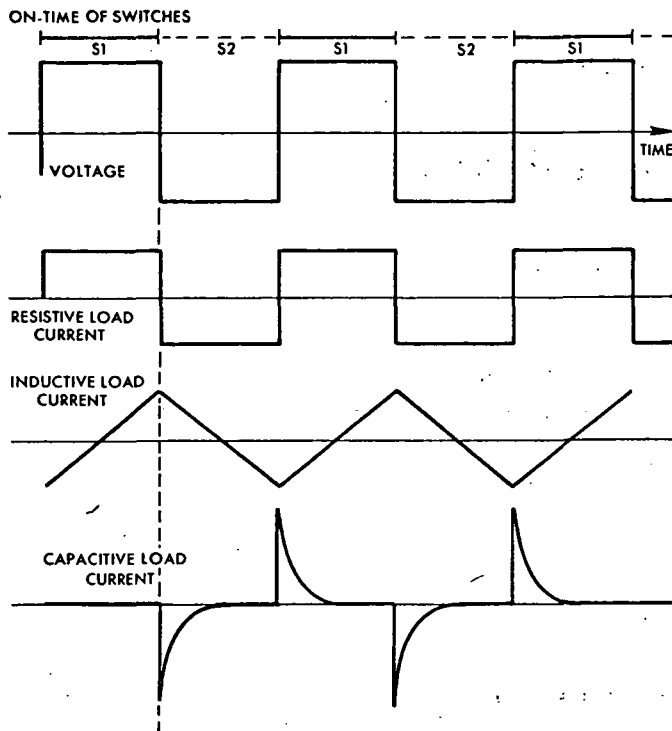 ON-TIME OF SWITCHES
S1 S2 S1 S2 S1
TIME
VOLTAGE
RESISTIVE LOAD
CURRENT
INDUCTIVE LOAD
CURRENT
CAPACITIVE LOAD
CURRENT